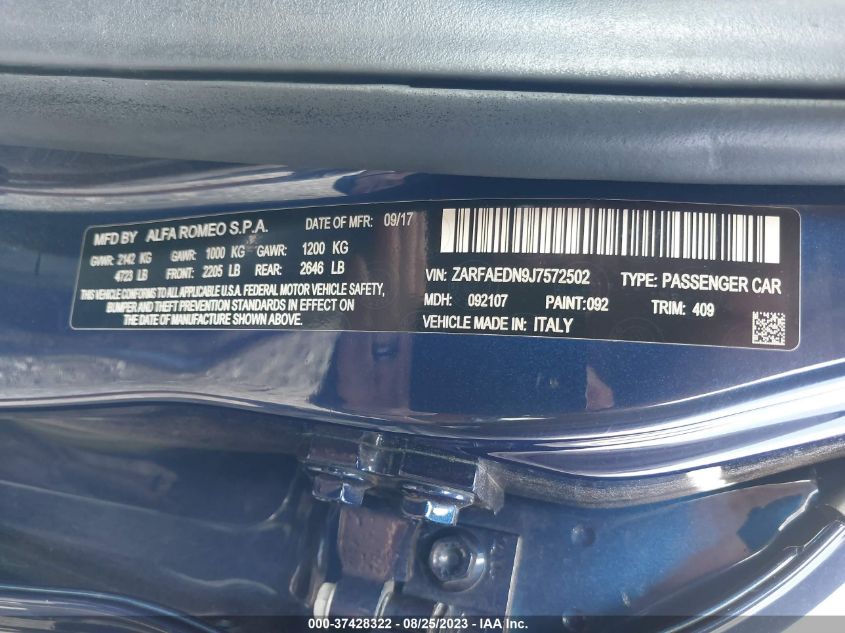 MFD BY ALFA ROMEO S.P.A. DATE OF MFR: 09/17
GVWR: 2142 KG GAWR: 1000 KG GAWR: 1200 KG
4723 LB FRONT: 2205 LB REAR: 2646 LB
THIS VEHICLE CONFORMS TO ALL APPLICABLE U.S.A. FEDERAL MOTOR VEHICLE SAFETY,
BUMPER AND THEFT PREVENTION STANDARDS IN EFFECT ON
THE DATE OF MANUFACTURE SHOWN ABOVE.
VIN: ZARFAEDN9J7572502 TYPE: PASSENGER CAR
MDH: 092107 PAINT:092 TRIM: 409
VEHICLE MADE IN: ITALY
000-37428322 - 08/25/2023 - IAA Inc.